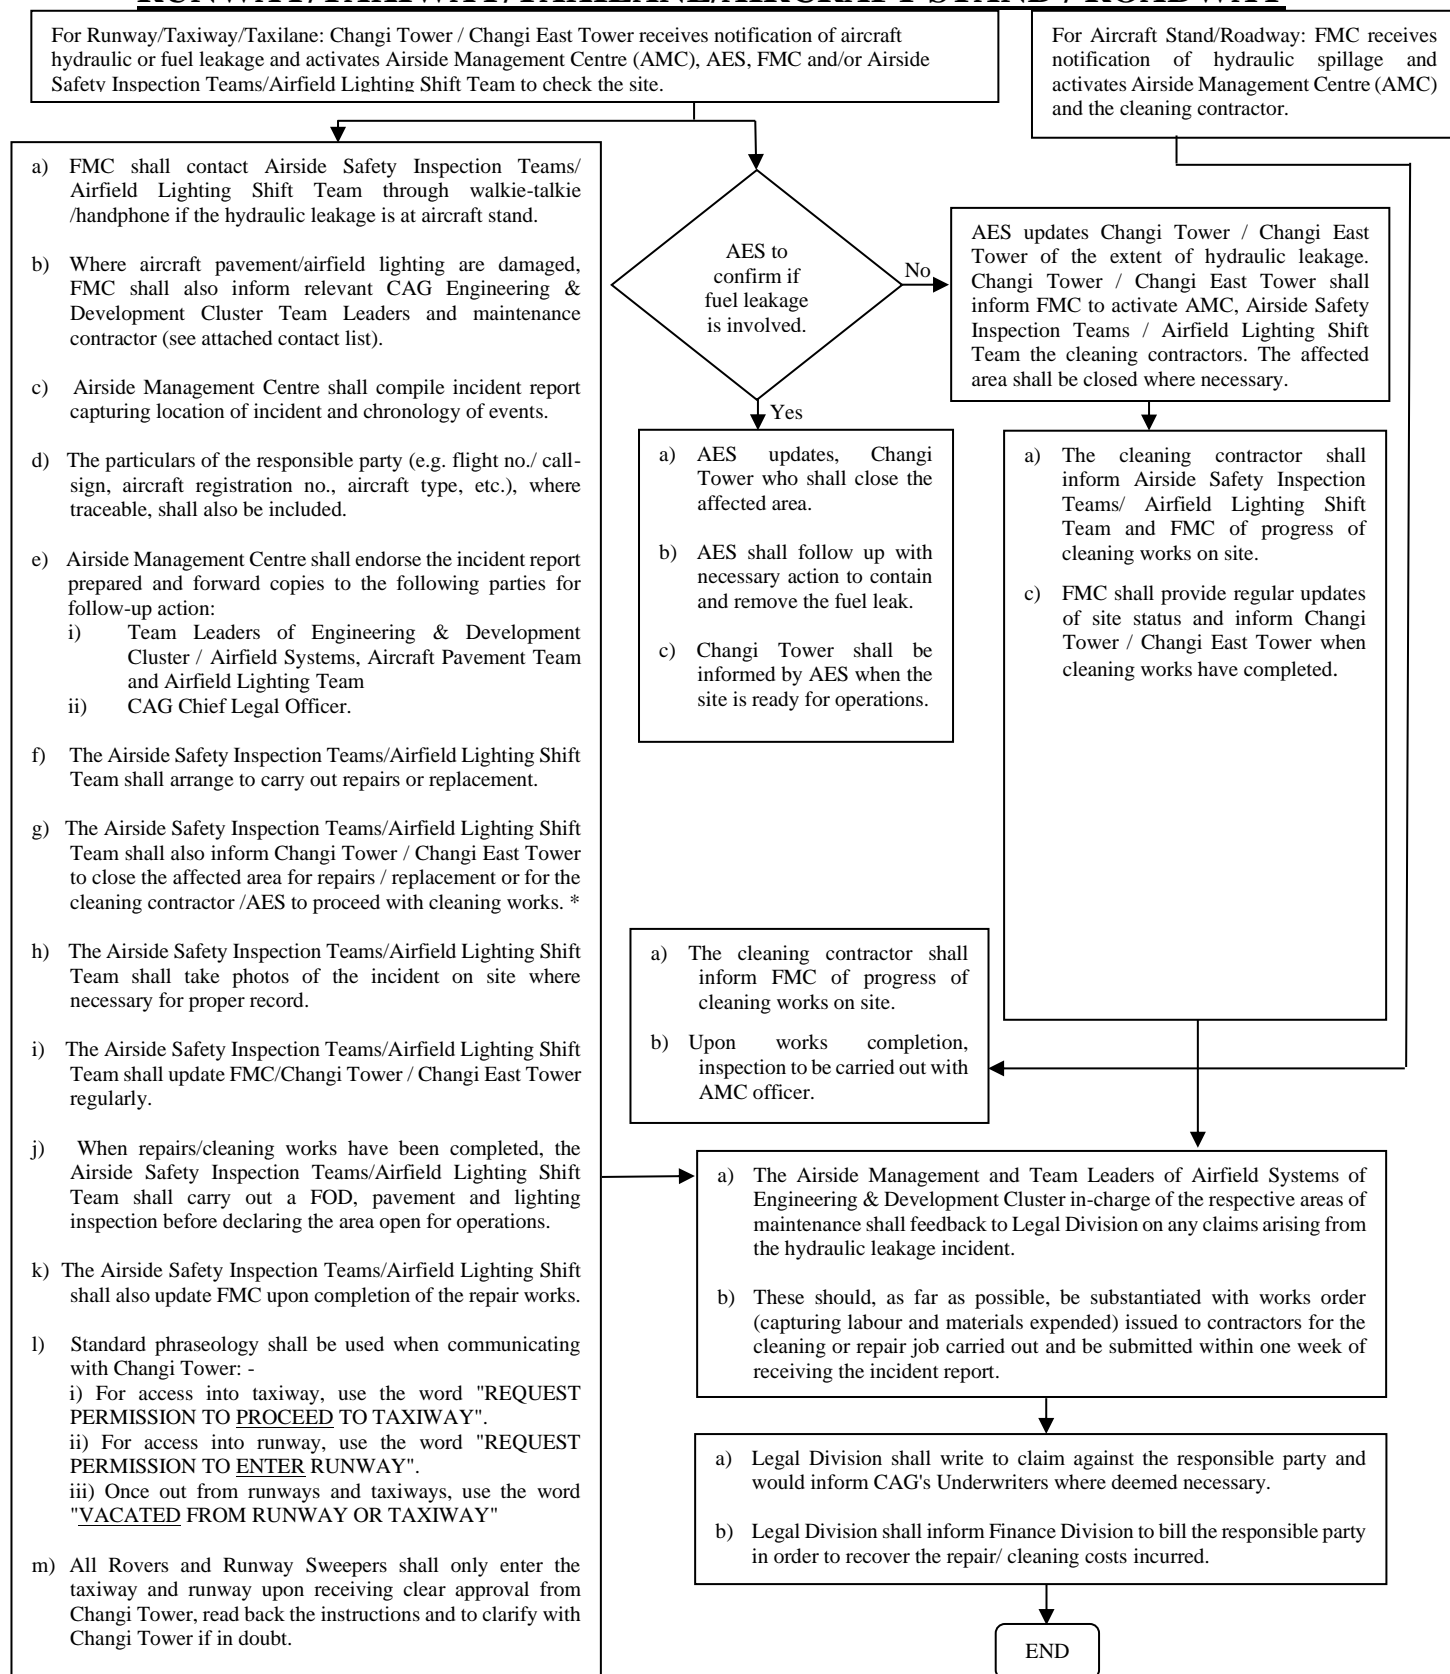 RUNWAY/TAXIWAY/TAXILANE/AIRCRAFT STAND / ROADWAY
For Runway/Taxiway/Taxilane: Changi Tower / Changi East Tower receives notification of aircraft
hydraulic or fuel leakage and activates Airside Management Centre (AMC), AES, FMC and/or Airside
Safety Inspection Teams/Airfield Lighting Shift Team to check the site.
For Aircraft Stand/Roadway: FMC receives
notification of hydraulic spillage and
activates Airside Management Centre (AMC)
and the cleaning contractor.
a) FMC shall contact Airside Safety Inspection Teams/
Airfield Lighting Shift Team through walkie-talkie
/handphone if the hydraulic leakage is at aircraft stand.
b) Where aircraft pavement/airfield lighting are damaged,
FMC shall also inform relevant CAG Engineering &
Development Cluster Team Leaders and maintenance
contractor (see attached contact list).
c) Airside Management Centre shall compile incident report
capturing location of incident and chronology of events.
d) The particulars of the responsible party (e.g. flight no./ call-
sign, aircraft registration no., aircraft type, etc.), where
traceable, shall also be included.
e) Airside Management Centre shall endorse the incident report
prepared and forward copies to the following parties for
follow-up action:
i) Team Leaders of Engineering & Development
Cluster / Airfield Systems, Aircraft Pavement Team
and Airfield Lighting Team
ii) CAG Chief Legal Officer.
f) The Airside Safety Inspection Teams/Airfield Lighting Shift
Team shall arrange to carry out repairs or replacement.
g) The Airside Safety Inspection Teams/Airfield Lighting Shift
Team shall also inform Changi Tower / Changi East Tower
to close the affected area for repairs / replacement or for the
cleaning contractor /AES to proceed with cleaning works. *
h) The Airside Safety Inspection Teams/Airfield Lighting Shift
Team shall take photos of the incident on site where
necessary for proper record.
i) The Airside Safety Inspection Teams/Airfield Lighting Shift
Team shall update FMC/Changi Tower / Changi East Tower
regularly.
j) When repairs/cleaning works have been completed, the
Airside Safety Inspection Teams/Airfield Lighting Shift
Team shall carry out a FOD, pavement and lighting
inspection before declaring the area open for operations.
k) The Airside Safety Inspection Teams/Airfield Lighting Shift
shall also update FMC upon completion of the repair works.
l) Standard phraseology shall be used when communicating
with Changi Tower: -
i) For access into taxiway, use the word "REQUEST
PERMISSION TO PROCEED TO TAXIWAY".
ii) For access into runway, use the word "REQUEST
PERMISSION TO ENTER RUNWAY".
iii) Once out from runways and taxiways, use the word
"VACATED FROM RUNWAY OR TAXIWAY"
m) All Rovers and Runway Sweepers shall only enter the
taxiway and runway upon receiving clear approval from
Changi Tower, read back the instructions and to clarify with
Changi Tower if in doubt.
AES to
confirm if
fuel leakage
is involved.
No
Yes
AES updates Changi Tower / Changi East
Tower of the extent of hydraulic leakage.
Changi Tower / Changi East Tower shall
inform FMC to activate AMC, Airside Safety
Inspection Teams / Airfield Lighting Shift
Team the cleaning contractors. The affected
area shall be closed where necessary.
a) AES updates, Changi
Tower who shall close the
affected area.
b) AES shall follow up with
necessary action to contain
and remove the fuel leak.
c) Changi Tower shall be
informed by AES when the
site is ready for operations.
a) The cleaning contractor shall
inform Airside Safety Inspection
Teams/ Airfield Lighting Shift
Team and FMC of progress of
cleaning works on site.
c) FMC shall provide regular updates
of site status and inform Changi
Tower / Changi East Tower when
cleaning works have completed.
a) The cleaning contractor shall
inform FMC of progress of
cleaning works on site.
b) Upon works completion,
inspection to be carried out with
AMC officer.
a) The Airside Management and Team Leaders of Airfield Systems of
Engineering & Development Cluster in-charge of the respective areas of
maintenance shall feedback to Legal Division on any claims arising from
the hydraulic leakage incident.
b) These should, as far as possible, be substantiated with works order
(capturing labour and materials expended) issued to contractors for the
cleaning or repair job carried out and be submitted within one week of
receiving the incident report.
a) Legal Division shall write to claim against the responsible party and
would inform CAG's Underwriters where deemed necessary.
b) Legal Division shall inform Finance Division to bill the responsible party
in order to recover the repair/ cleaning costs incurred.
END